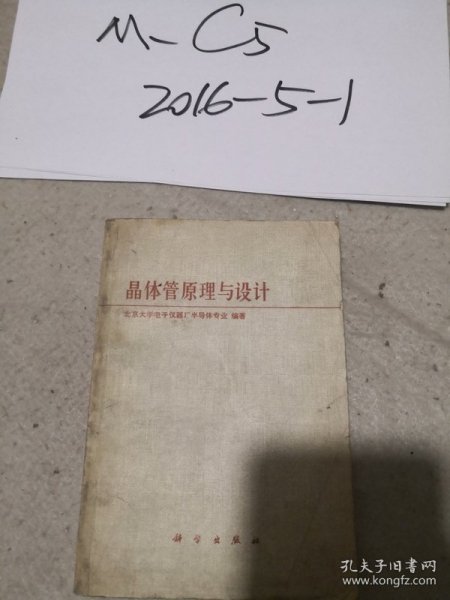 M-C5
2016-5-1
晶体管原理与设计
北京大学电子仪器厂半导体专业 编著
科学出版社
孔夫子旧书网
www.kongfz.com